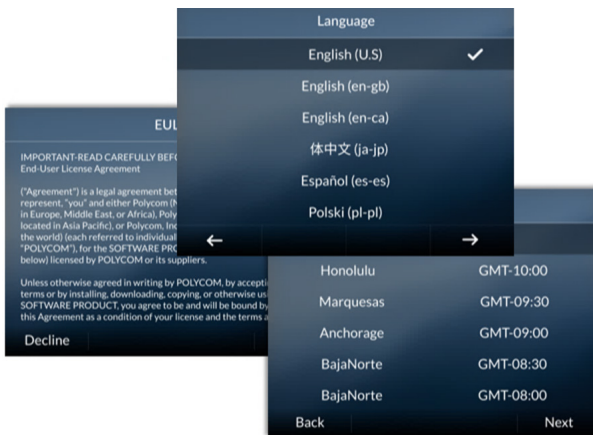 Language
English (U.S)
English (en-gb)
English (en-ca)
体中文 (ja-jp)
Español (es-es)
Polski (pl-pl)
EUL
IMPORTANT-READ CAREFULLY BEF
End-User License Agreement
("Agreement") is a legal agreement bet
represent, "you" and either Polycom (
in Europe, Middle East, or Africa), Poly
located in Asia Pacific), or Polycom, Inc
the world) (each referred to individual
"POLYCOM"), for the SOFTWARE PRO
below) licensed by POLYCOM or its suppliers.
Unless otherwise agreed in writing by POLYCOM, by accepti
terms or by installing, downloading, copying, or otherwise us
SOFTWARE PRODUCT, you agree to be and will be bound by
this Agreement as a condition of your license and the terms a
Decline
Honolulu GMT-10:00
Marquesas GMT-09:30
Anchorage GMT-09:00
BajaNorte GMT-08:30
BajaNorte GMT-08:00
Back Next